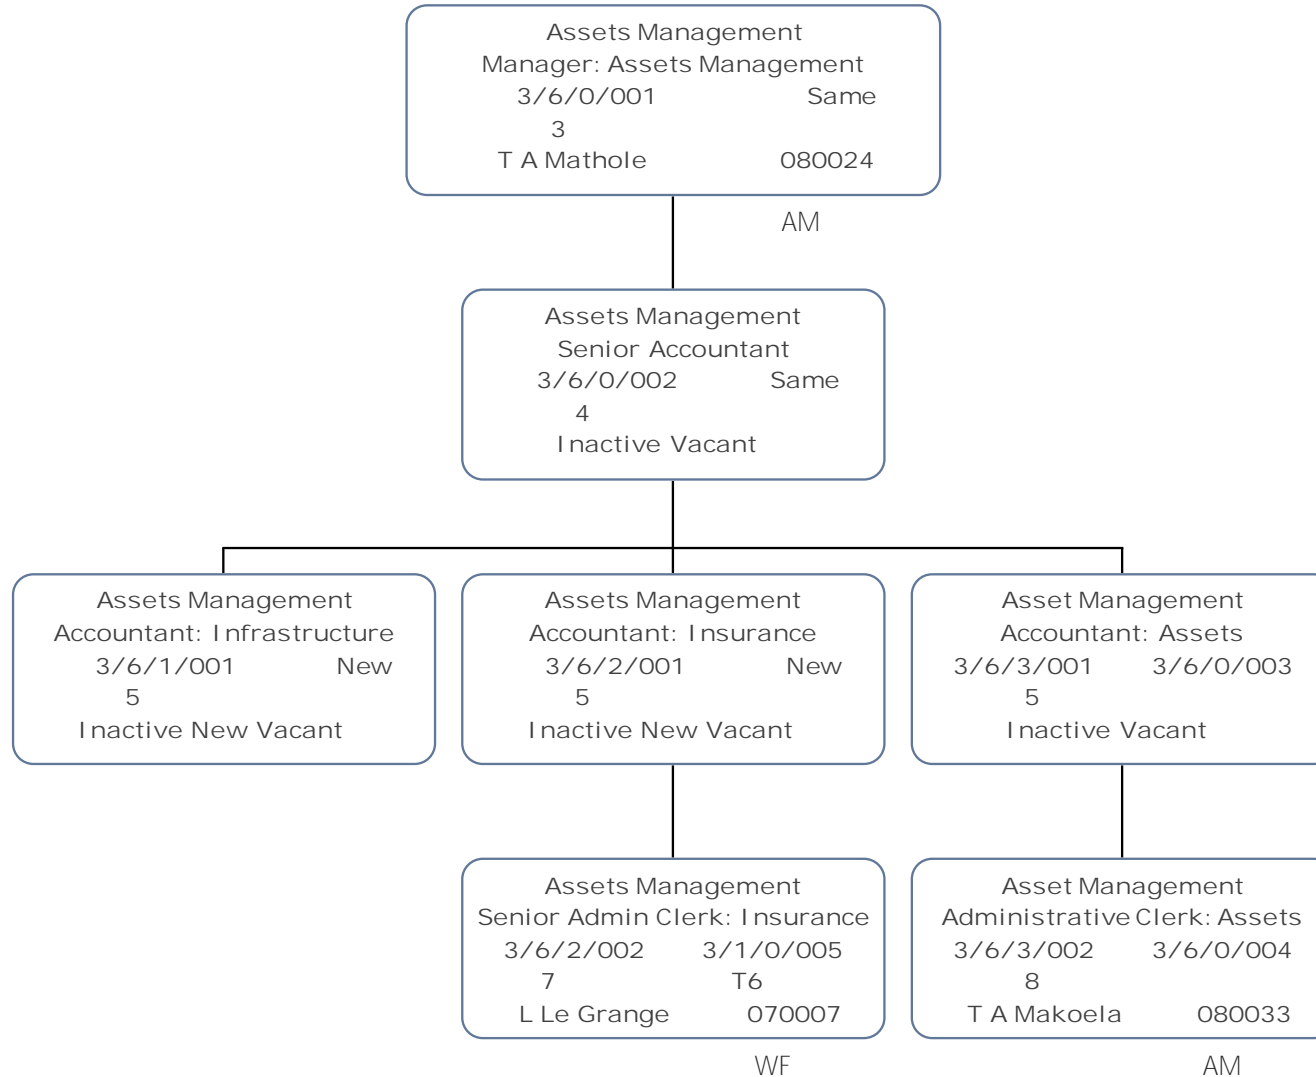 Assets Management
Manager: Assets Management
3/6/0/001 Same
3
T A Mathole 080024
AM
Assets Management
Senior Accountant
3/6/0/002 Same
4
Inactive Vacant
Assets Management
Accountant: Infrastructure
3/6/1/001 New
5
Inactive New Vacant
Assets Management
Accountant: Insurance
3/6/2/001 New
5
Inactive New Vacant
Asset Management
Accountant: Assets
3/6/3/001 3/6/0/003
5
Inactive Vacant
Assets Management
Senior Admin Clerk: Insurance
3/6/2/002 3/1/0/005
7 T6
L Le Grange 070007
WF
Asset Management
Administrative Clerk: Assets
3/6/3/002 3/6/0/004
8
T A Makoela 080033
AM